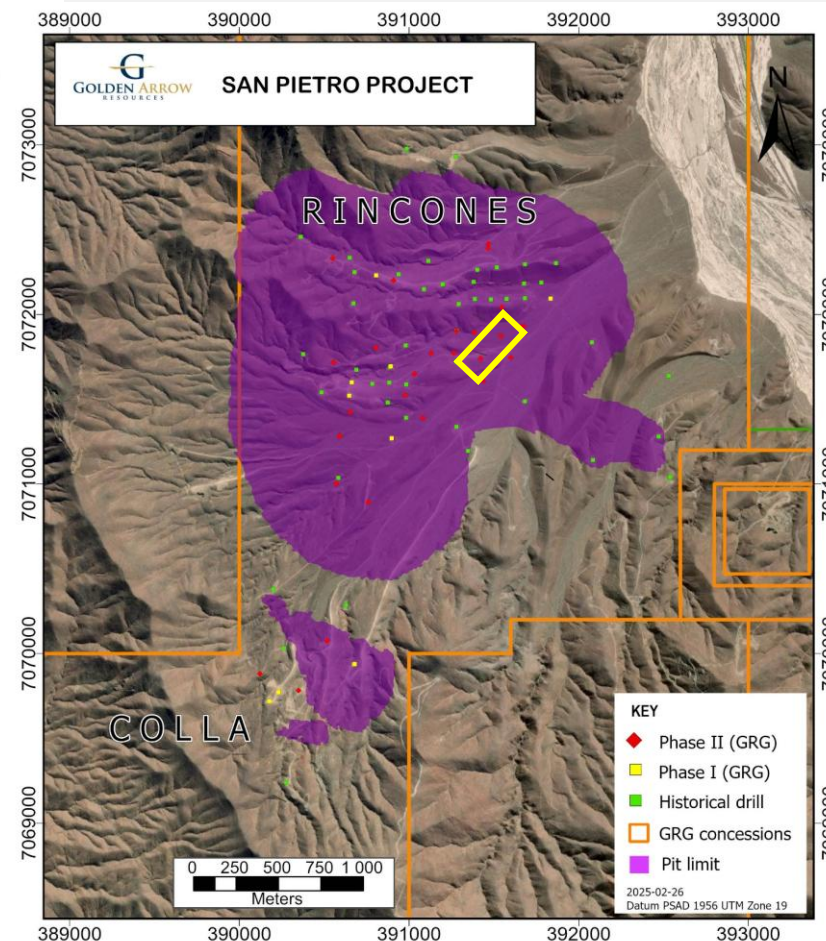 389000 390000 391000 392000 393000
G
GOLDEN ARROW
RESOURCES
SAN PIETRO PROJECT
N
7073000
7072000
7071000
7070000
7069000
RINCONES
COLLA
KEY
Phase II (GRG)
Phase I (GRG)
Historical drill
GRG concessions
Pit limit
2025-02-26
Datum PSAD 1956 UTM Zone 19
0 250 500 750 1 000
Meters
389000 390000 391000 392000 393000